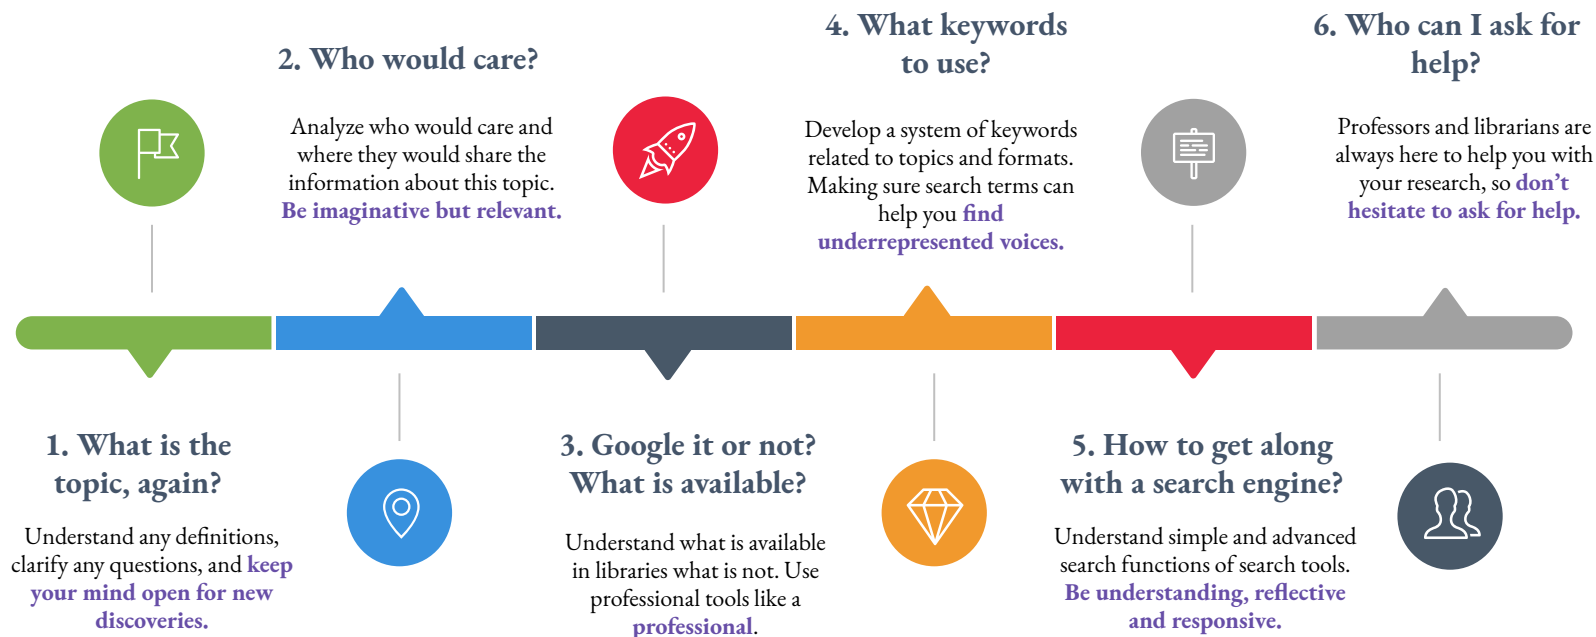 1. What is the
topic, again?
Understand any definitions,
clarify any questions, and keep
your mind open for new
discoveries.
2. Who would care?
Analyze who would care and
where they would share the
information about this topic.
Be imaginative but relevant.
3. Google it or not?
What is available?
Understand what is available
in libraries what is not. Use
professional tools like a
professional.
4. What keywords
to use?
Develop a system of keywords
related to topics and formats.
Making sure search terms can
help you find
underrepresented voices.
5. How to get along
with a search engine?
Understand simple and advanced
search functions of search tools.
Be understanding, reflective
and responsive.
6. Who can I ask for
help?
Professors and librarians are
always here to help you with
your research, so don’t
hesitate to ask for help.